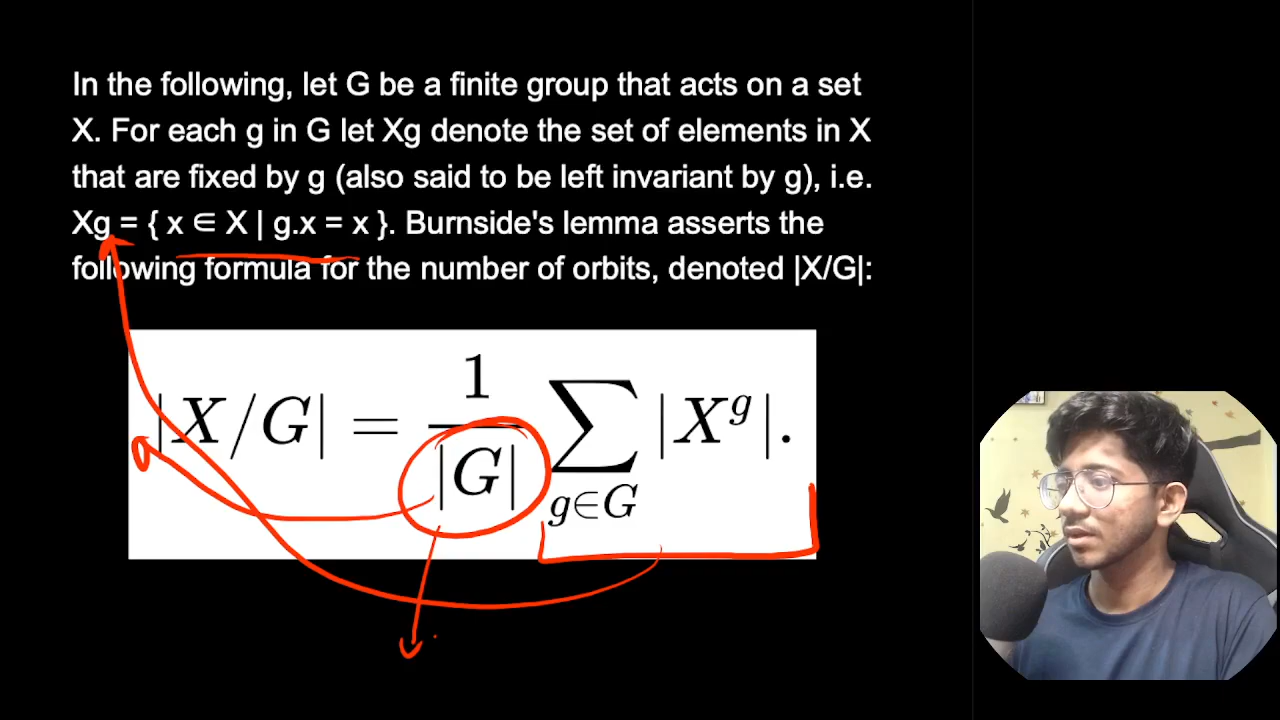 In the following, let G be a finite group that acts on a set
X. For each g in G let Xg denote the set of elements in X
that are fixed by g (also said to be left invariant by g), i.e.
Xg = { x ∈ X | g.x = x }. Burnside's lemma asserts the
following formula for the number of orbits, denoted |X/G|:
|X/G| = 1/|G| ∑_{g∈G} |X^g|.